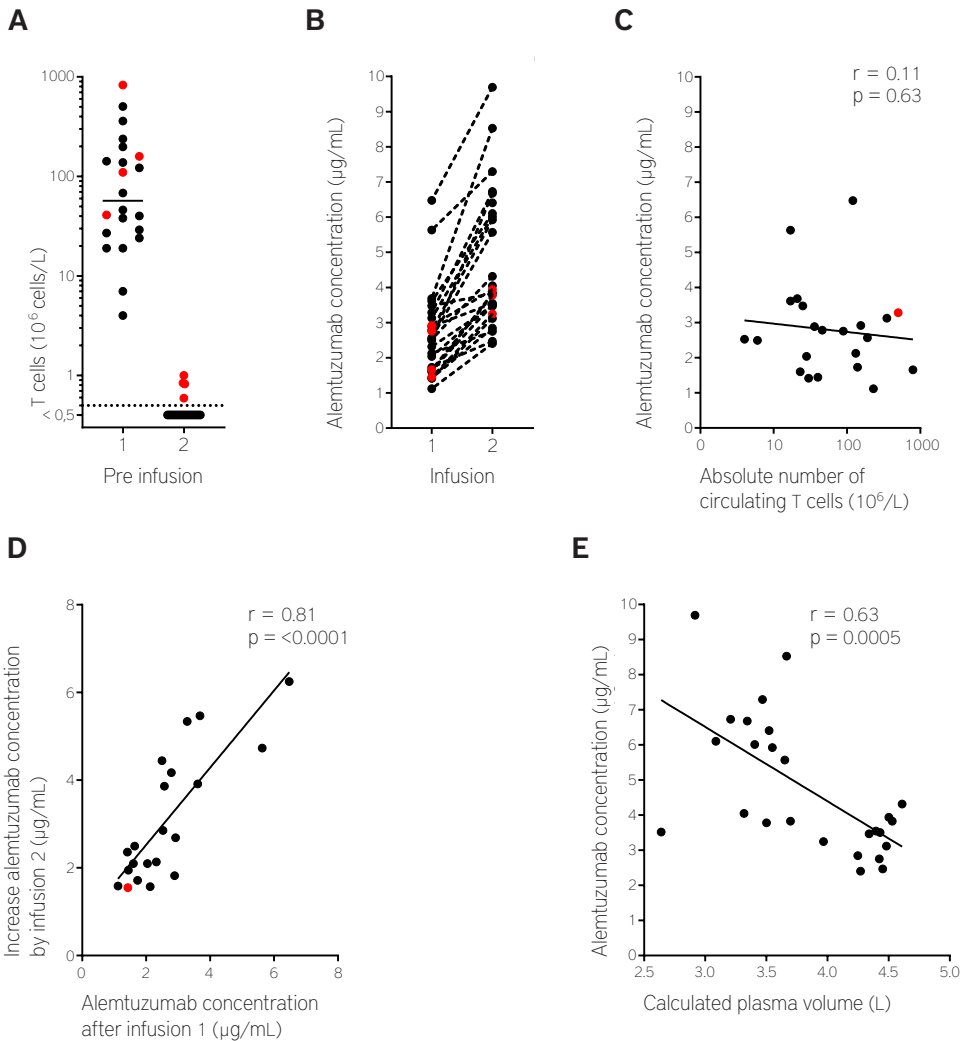 A
T cells (10⁶ cells/L)
1000
100
10
1
< 0,5
1
2
Pre infusion
B
Alemtuzumab concentration (µg/mL)
10
9
8
7
6
5
4
3
2
1
0
1
2
Infusion
C
r = 0.11
p = 0.63
Alemtuzumab concentration (µg/mL)
10
9
8
7
6
5
4
3
2
1
0
0
10
100
1000
Absolute number of
circulating T cells (10⁶/L)
D
r = 0.81
p = <0.0001
Increase alemtuzumab concentration
by infusion 2 (µg/mL)
8
6
4
2
0
0
2
4
6
8
Alemtuzumab concentration
after infusion 1 (µg/mL)
E
r = 0.63
p = 0.0005
Alemtuzumab concentration (µg/mL)
10
9
8
7
6
5
4
3
2
1
0
2.5
3.0
3.5
4.0
4.5
5.0
Calculated plasma volume (L)